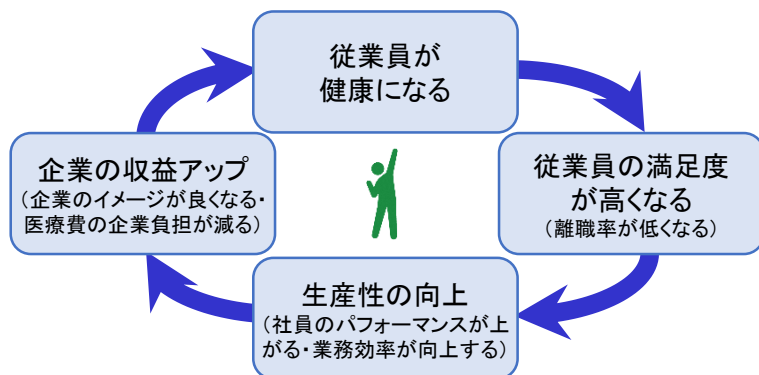 従業員が
健康になる
従業員の満足度
が高くなる
(離職率が低くなる)
生産性の向上
(社員のパフォーマンスが上
がる・業務効率が向上する)
企業の収益アップ
(企業のイメージが良くなる・
医療費の企業負担が減る)